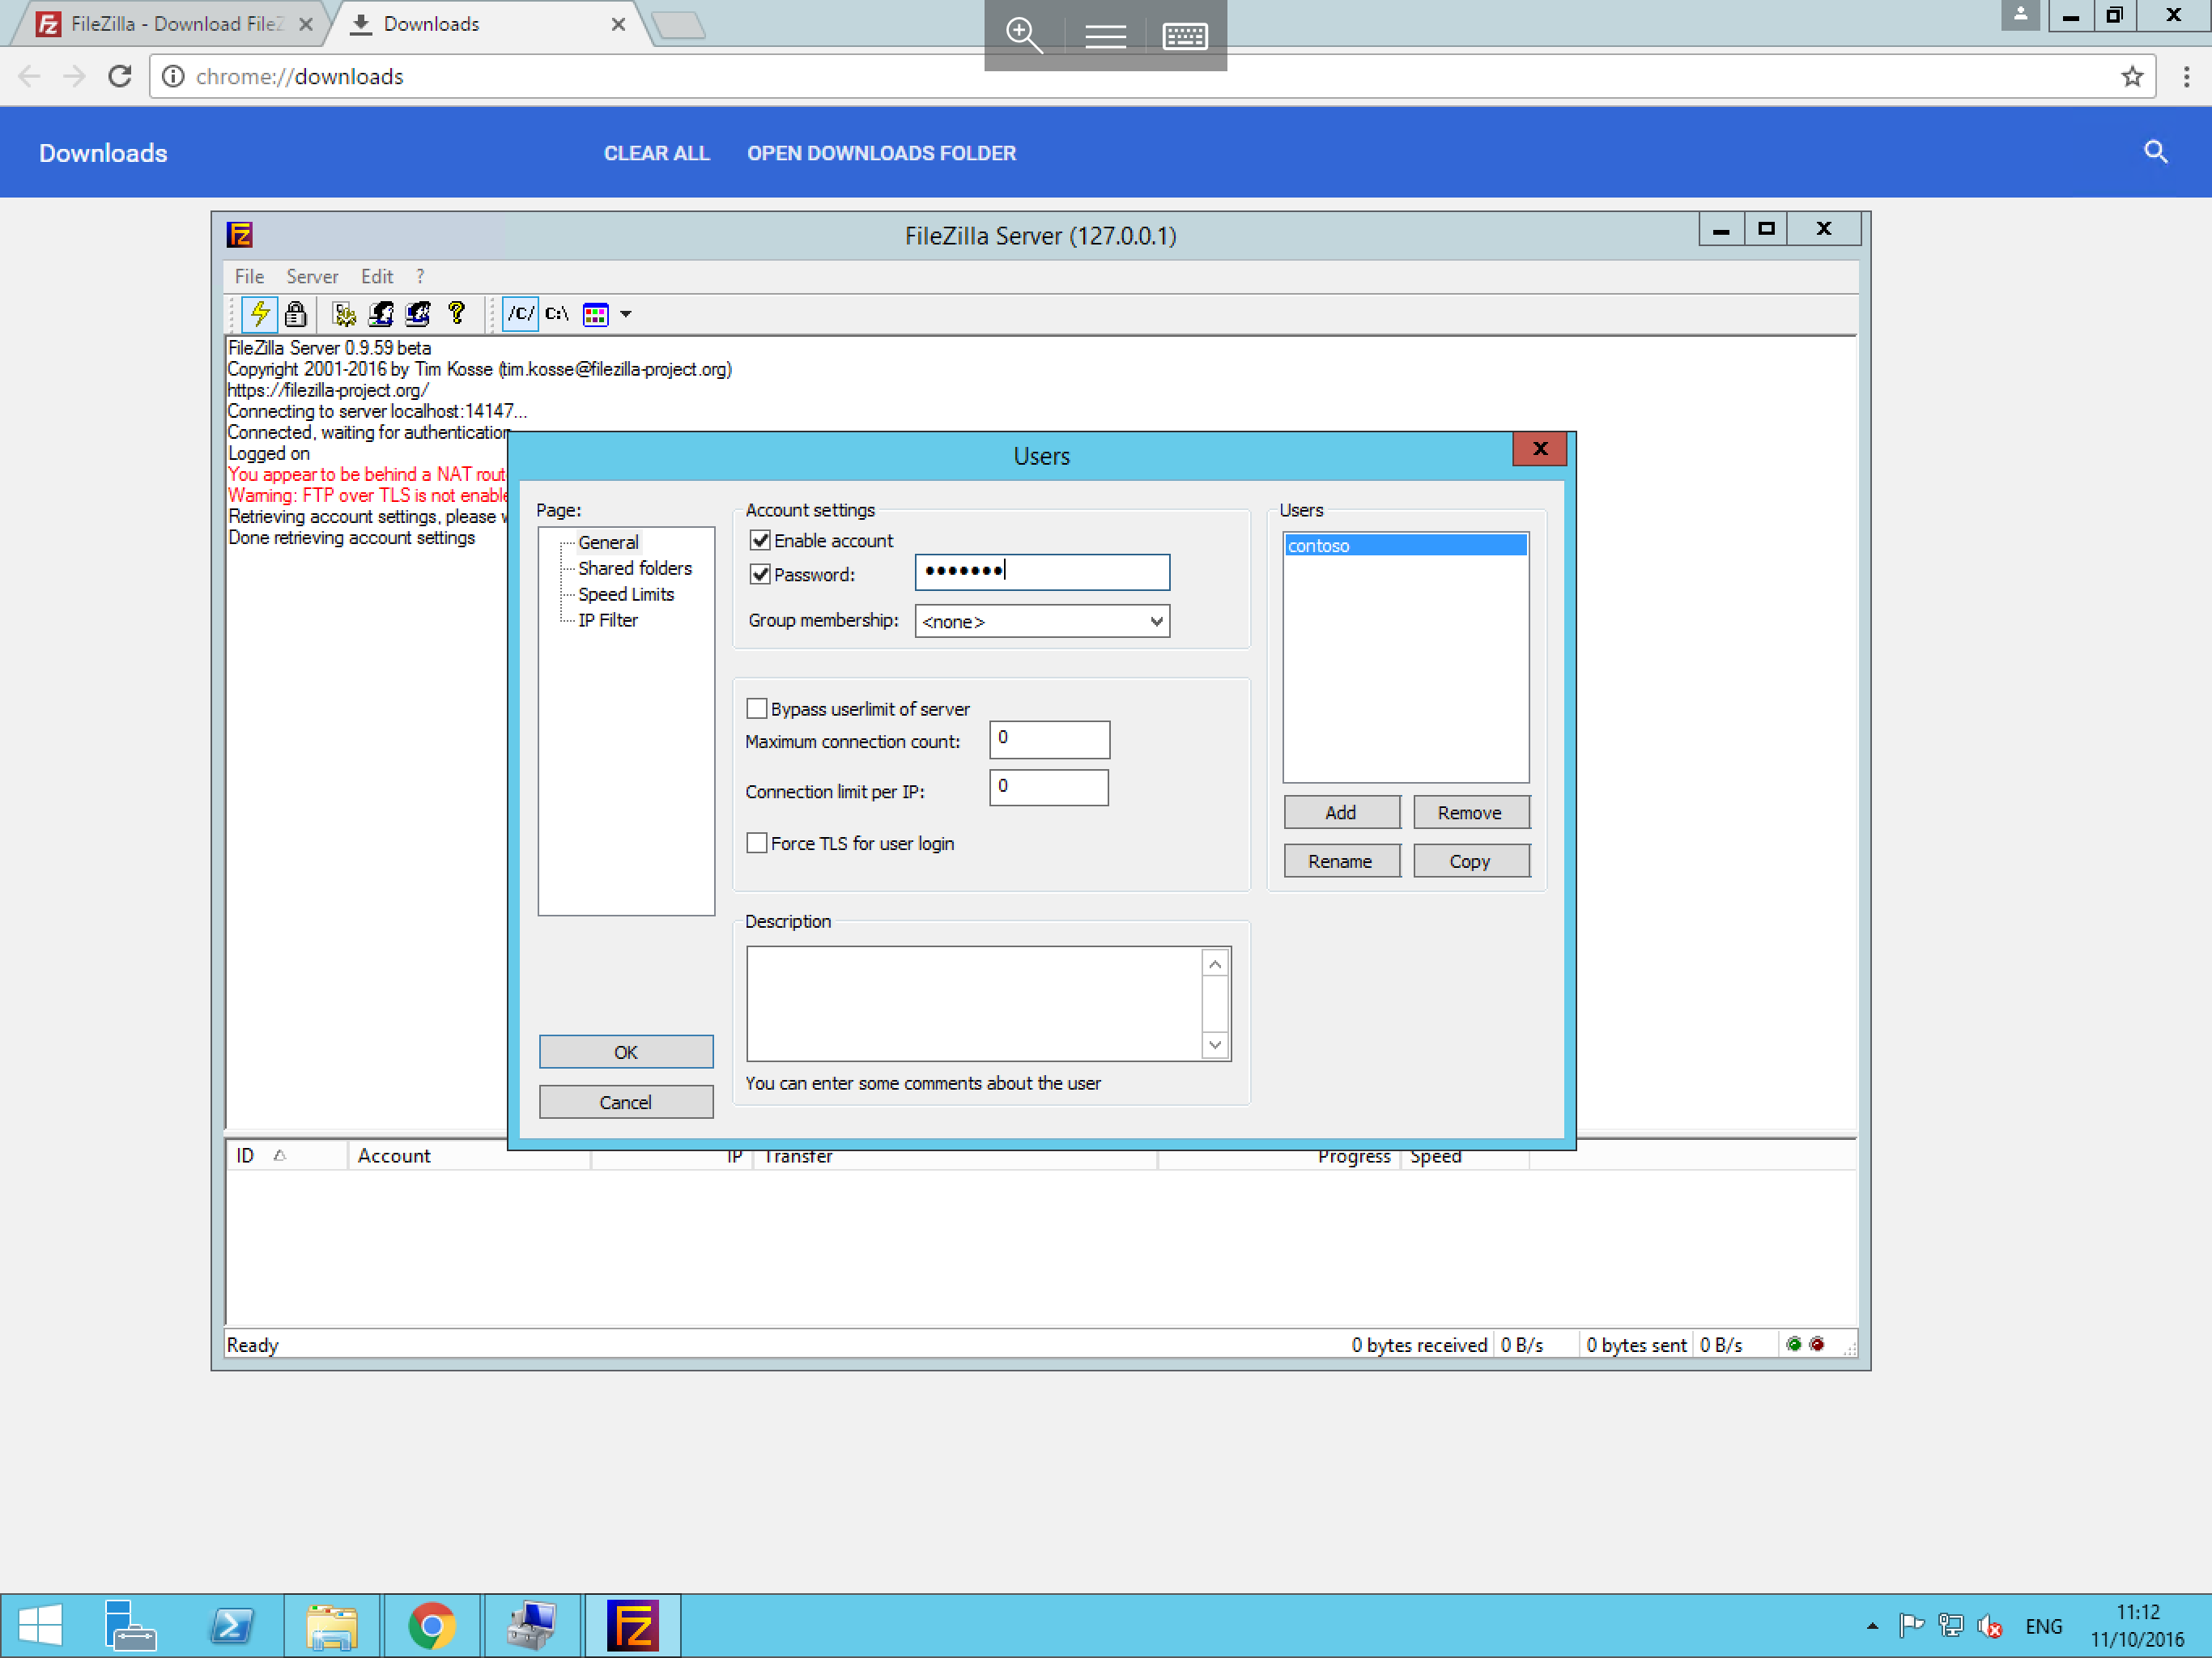 FileZilla - Download FileZ
Downloads
chrome://downloads
Downloads
CLEAR ALL
OPEN DOWNLOADS FOLDER
FileZilla Server (127.0.0.1)
File Server Edit ?
/C/ C:\
FileZilla Server 0.9.59 beta
Copyright 2001-2016 by Tim Kosse (tim.kosse@filezilla-project.org)
https://filezilla-project.org/
Connecting to server localhost:14147...
Connected, waiting for authentication
Logged on
You appear to be behind a NAT rout
Warning: FTP over TLS is not enable
Retrieving account settings, please w
Done retrieving account settings
Users
Page:
General
Shared folders
Speed Limits
IP Filter
OK
Cancel
Account settings
Enable account
Password: •••••••
Group membership: <none>
Bypass userlimit of server
Maximum connection count: 0
Connection limit per IP: 0
Force TLS for user login
Description
You can enter some comments about the user
Users
contoso
Add Remove
Rename Copy
ID Account IP Transfer Progress Speed
Ready 0 bytes received 0 B/s 0 bytes sent 0 B/s
ENG
11:12
11/10/2016